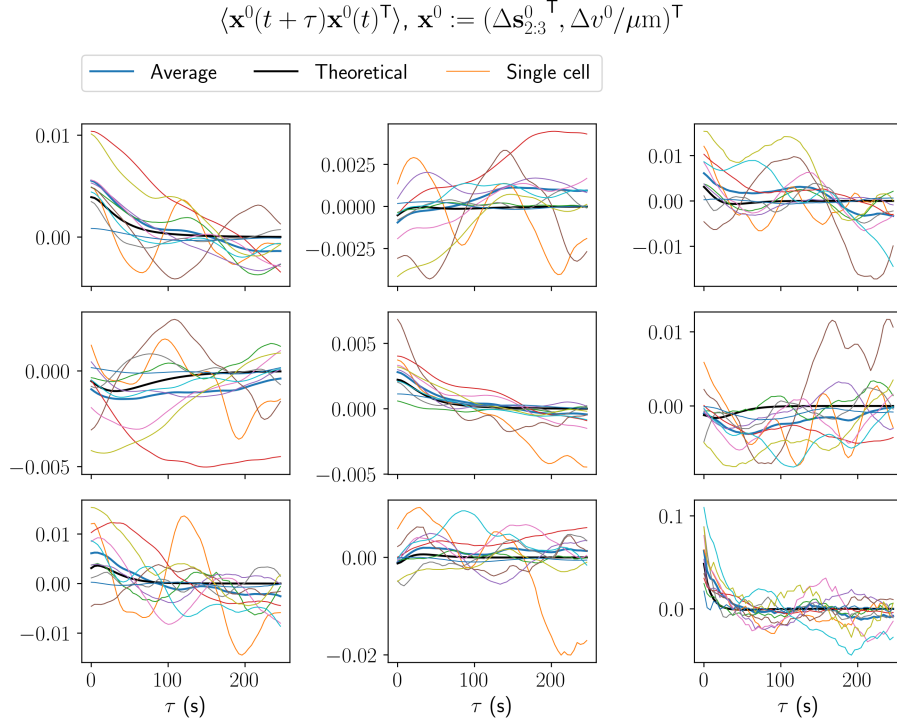 ⟨x⁰(t + τ)x⁰(t)ᵀ⟩, x⁰ := (Δs⁰₂:₃ᵀ, Δv⁰/μm)ᵀ
Average Theoretical Single cell
0.01
0.00
0.0025
0.0000
−0.0025
0.01
0.00
−0.01
0.000
−0.005
0.005
0.000
−0.005
0.01
0.00
0.01
0.00
−0.01
0.00
−0.02
0.1
0.0
0 100 200
0 100 200
0 100 200
τ (s)
τ (s)
τ (s)